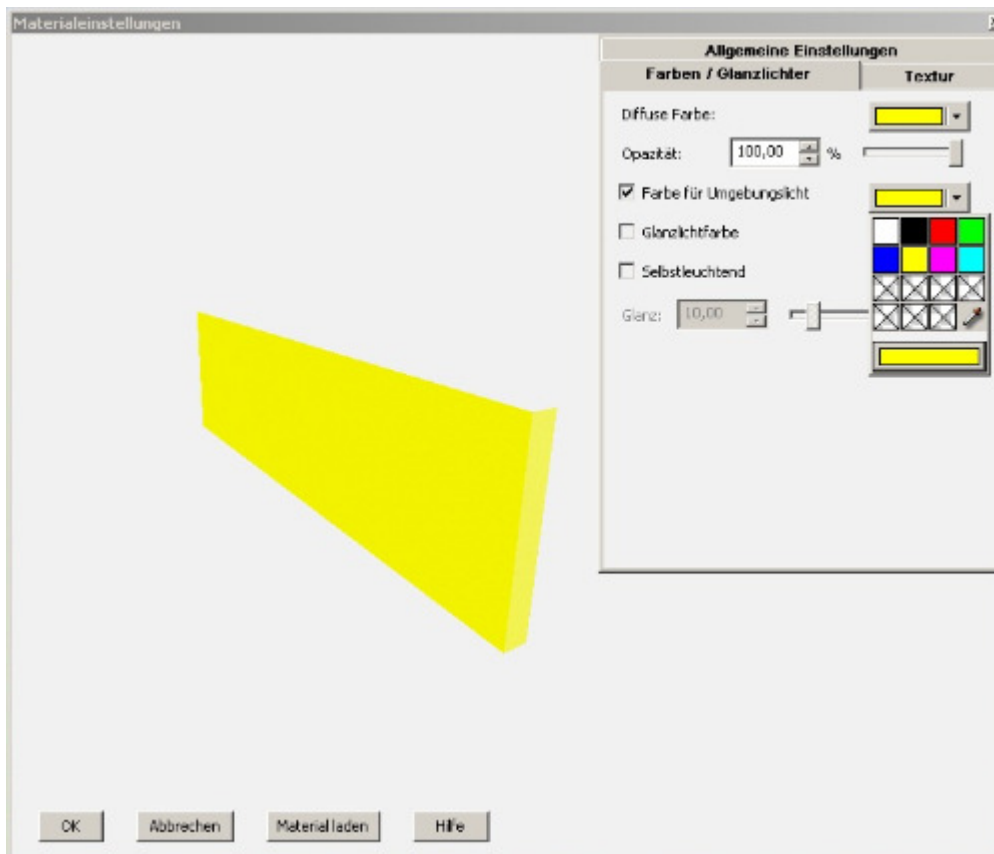 Materialeinstellungen
Allgemeine Einstellungen
Farben / Glanzlichter
Textur
Diffuse Farbe:
Opazität: 100,00 %
Farbe für Umgebungslicht
Glanzlichtfarbe
Selbstleuchtend
Glanz: 10,00
OK
Abbrechen
Material laden
Hilfe